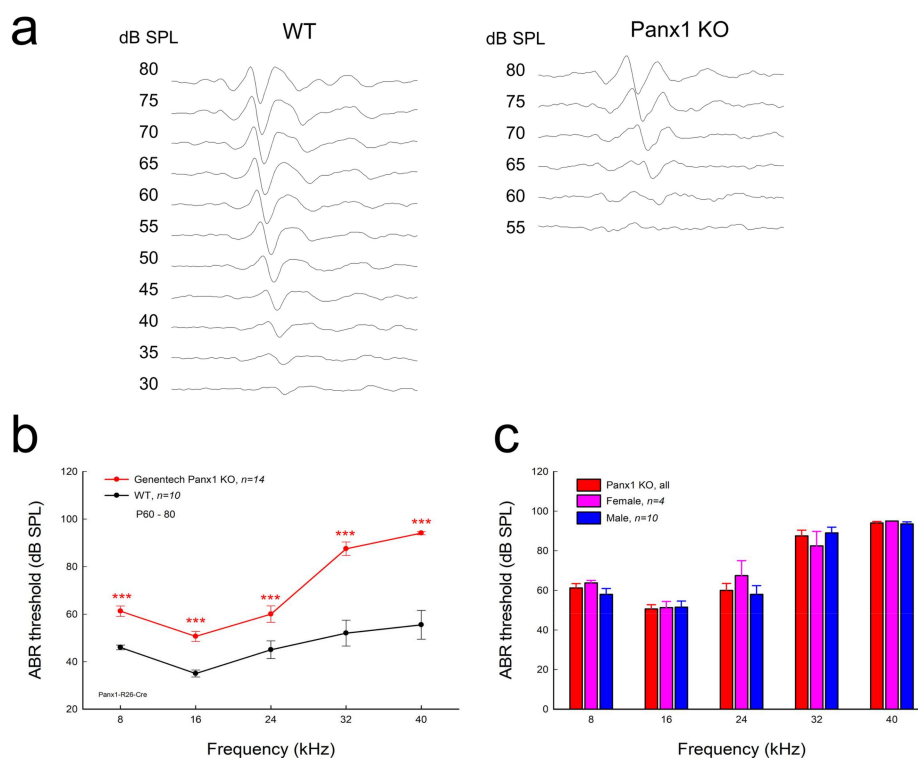 a
dB SPL
WT
80
75
70
65
60
55
50
45
40
35
30
dB SPL
Panx1 KO
80
75
70
65
60
55
b
ABR threshold (dB SPL)
120
100
80
60
40
20
Genentech Panx1 KO, n=14
WT, n=10
P60 - 80
***
***
***
***
***
Panx1-R26-Cre
8
16
24
32
40
Frequency (kHz)
c
ABR threshold (dB SPL)
120
100
80
60
40
20
0
Panx1 KO, all
Female, n=4
Male, n=10
8
16
24
32
40
Frequency (kHz)